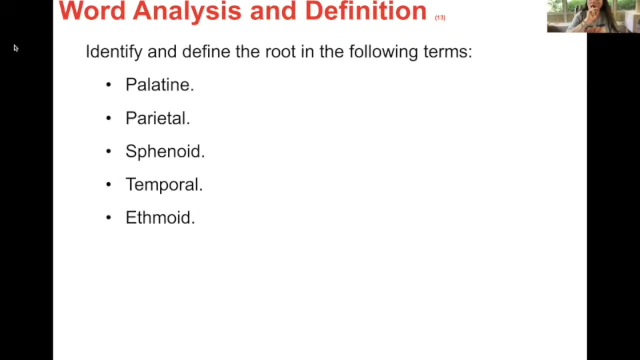 Word Analysis and Definition (13)
Identify and define the root in the following terms:
• Palatine.
• Parietal.
• Sphenoid.
• Temporal.
• Ethmoid.